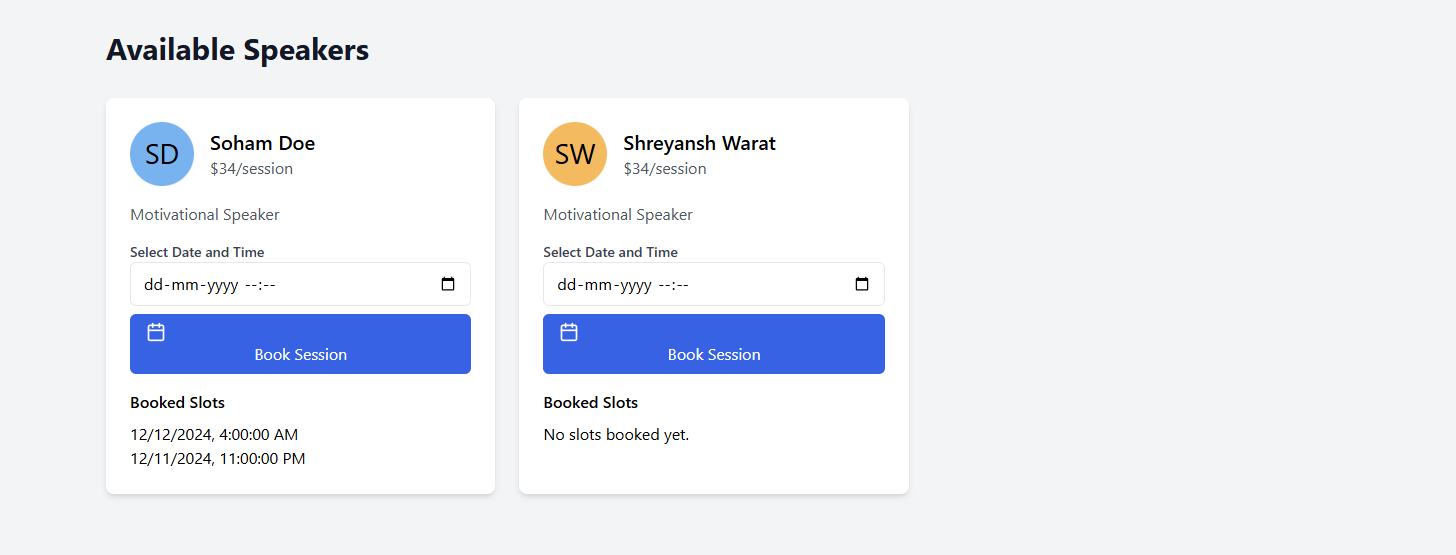 Available Speakers
SD
Soham Doe
$34/session
Motivational Speaker
Select Date and Time
dd-mm-yyyy --:--
Book Session
Booked Slots
12/12/2024, 4:00:00 AM
12/11/2024, 11:00:00 PM
SW
Shreyansh Warat
$34/session
Motivational Speaker
Select Date and Time
dd-mm-yyyy --:--
Book Session
Booked Slots
No slots booked yet.